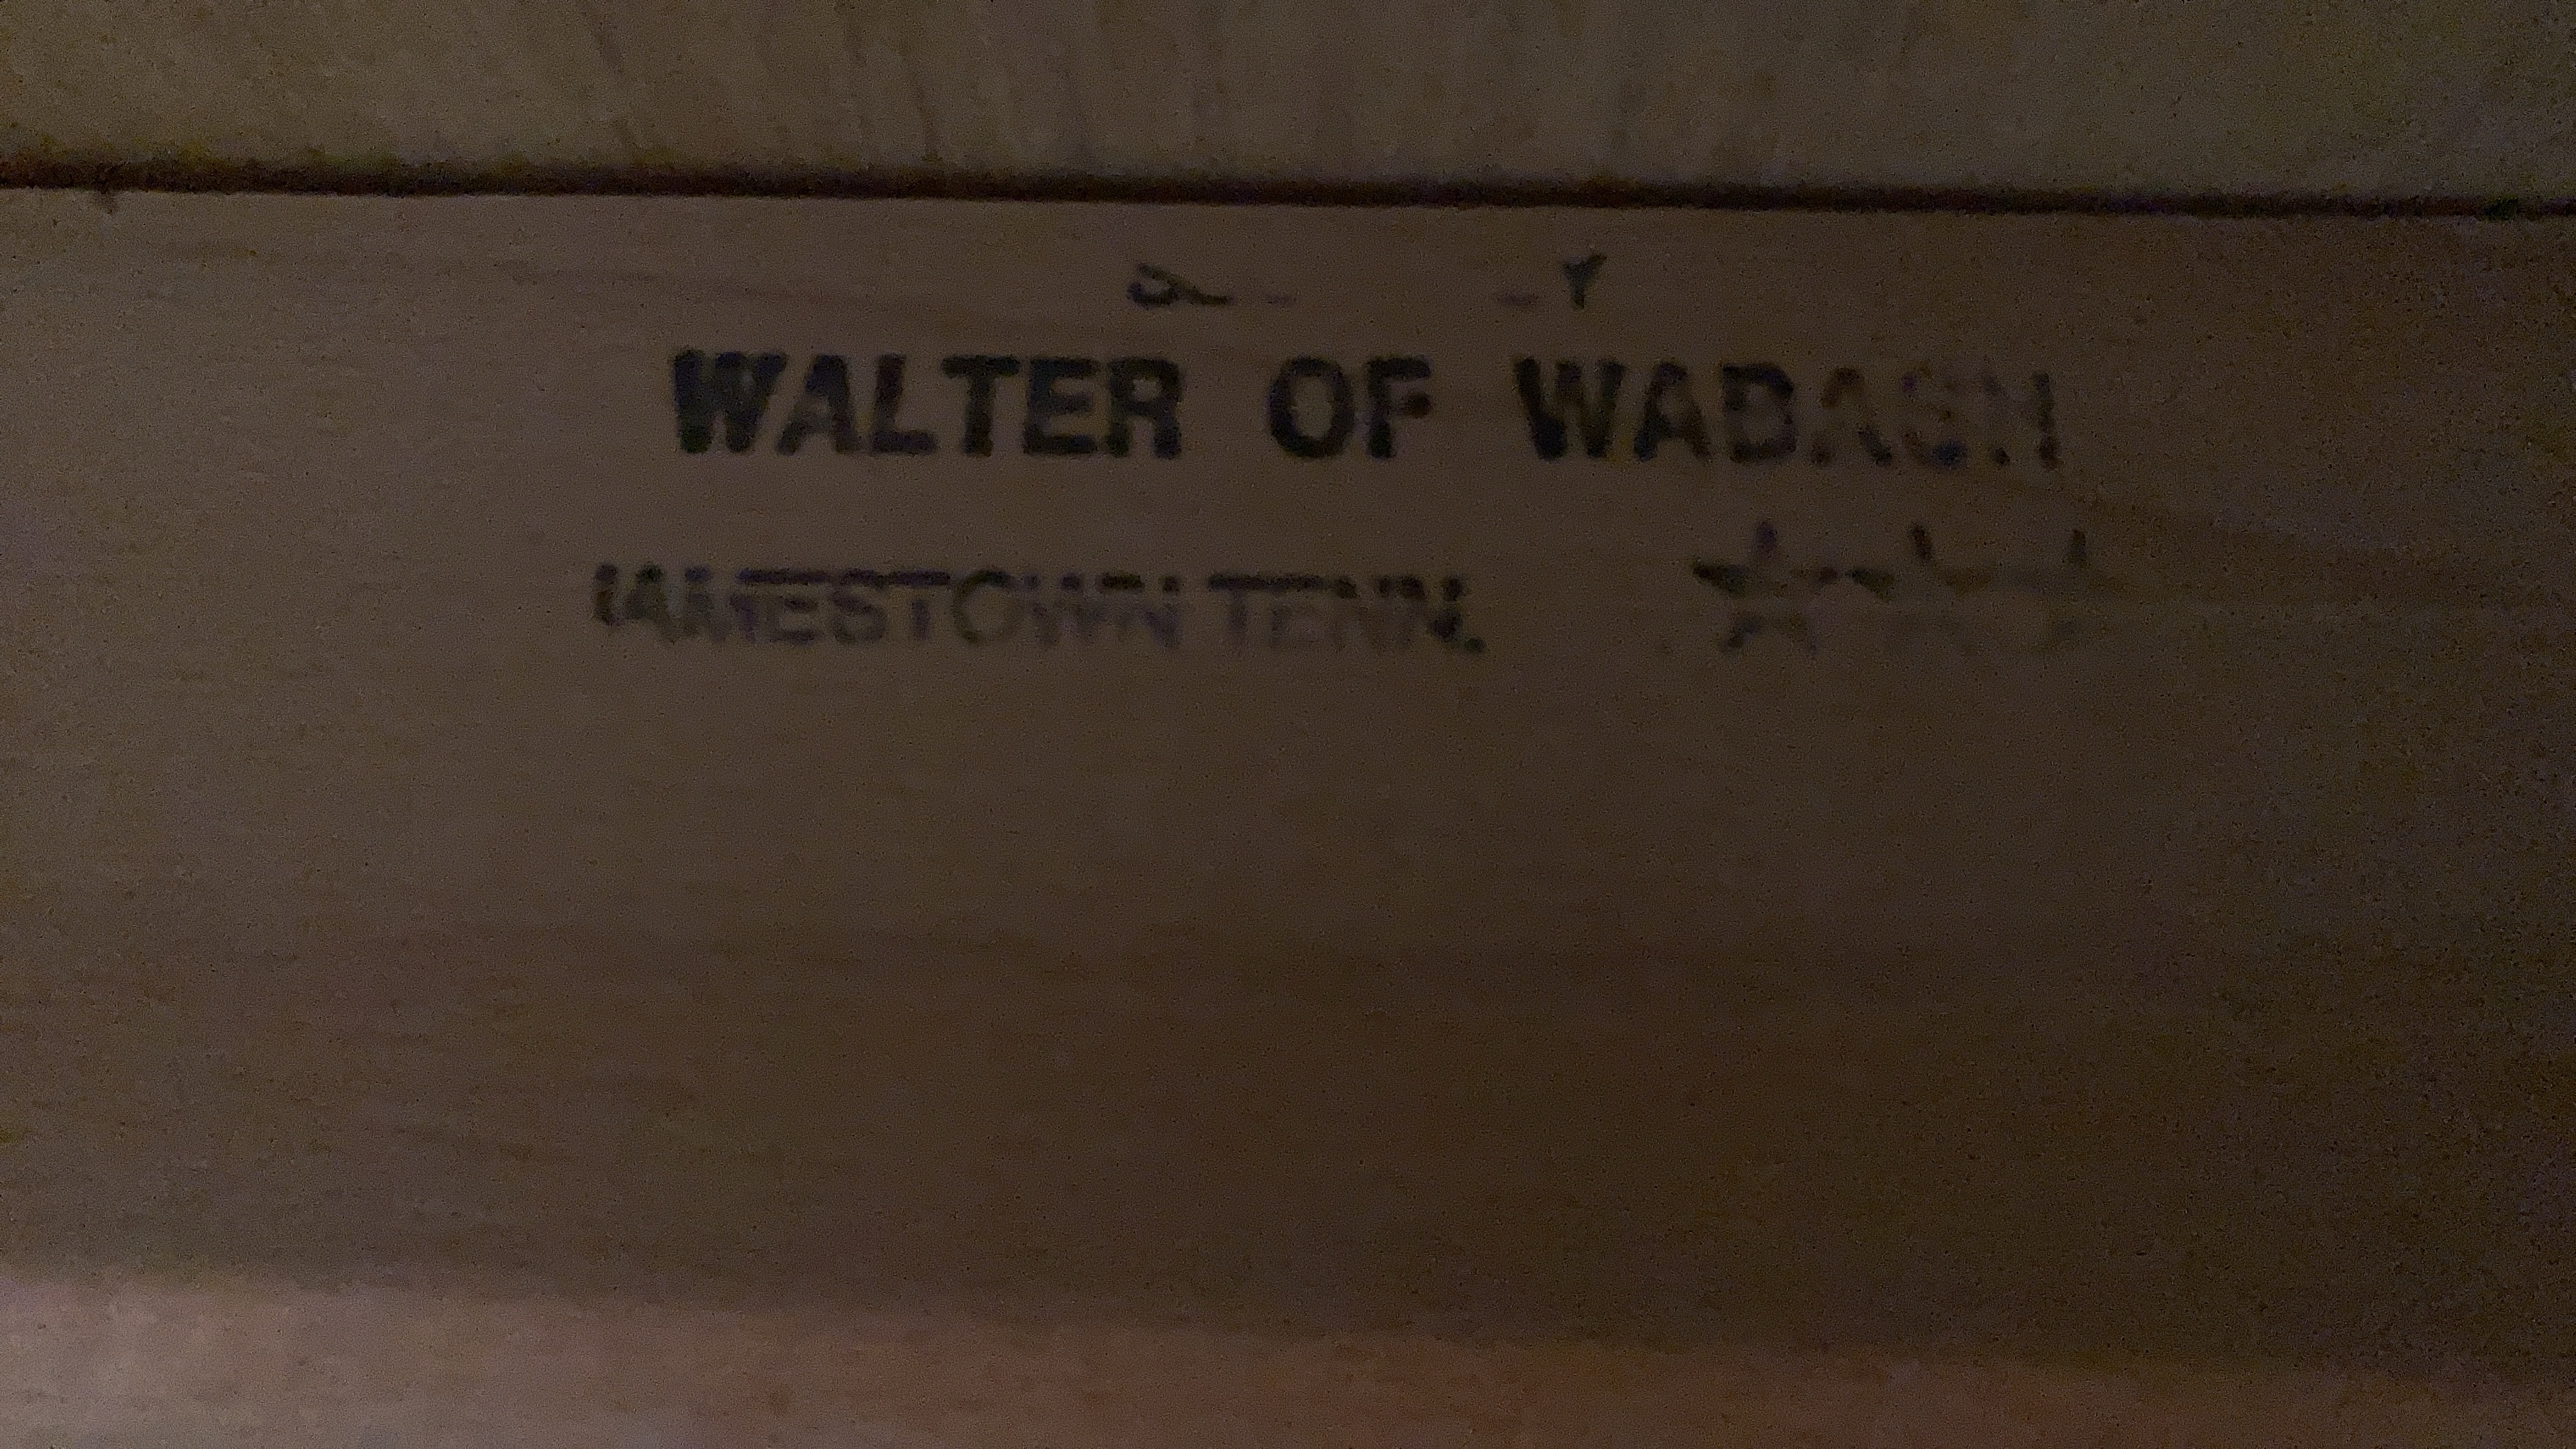 WALTER OF WABASH
JAMESTOWN TENN.